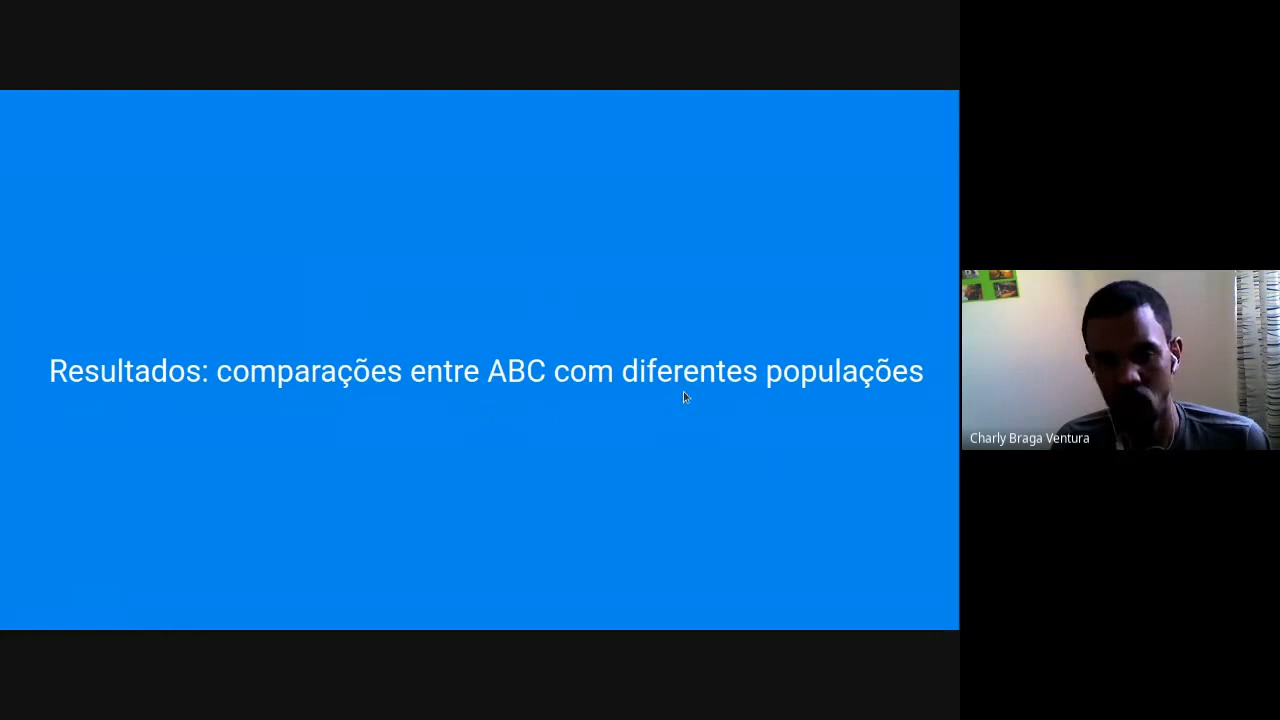 Resultados: comparações entre ABC com diferentes populações
Charly Braga Ventura